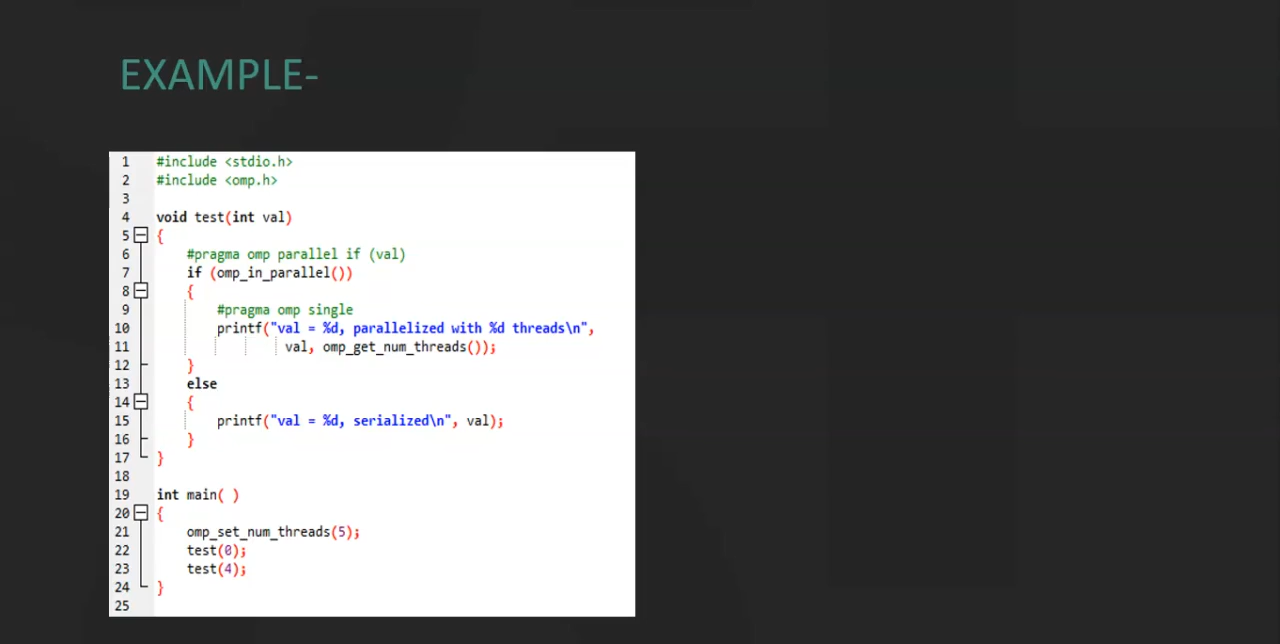 EXAMPLE-
1 #include <stdio.h>
2 #include <omp.h>
3
4 void test(int val)
5 {
6 #pragma omp parallel if (val)
7 if (omp_in_parallel())
8 {
9 #pragma omp single
10 printf("val = %d, parallelized with %d threads\n",
11 val, omp_get_num_threads());
12 }
13 else
14 {
15 printf("val = %d, serialized\n", val);
16 }
17 }
18
19 int main( )
20 {
21 omp_set_num_threads(5);
22 test(0);
23 test(4);
24 }
25